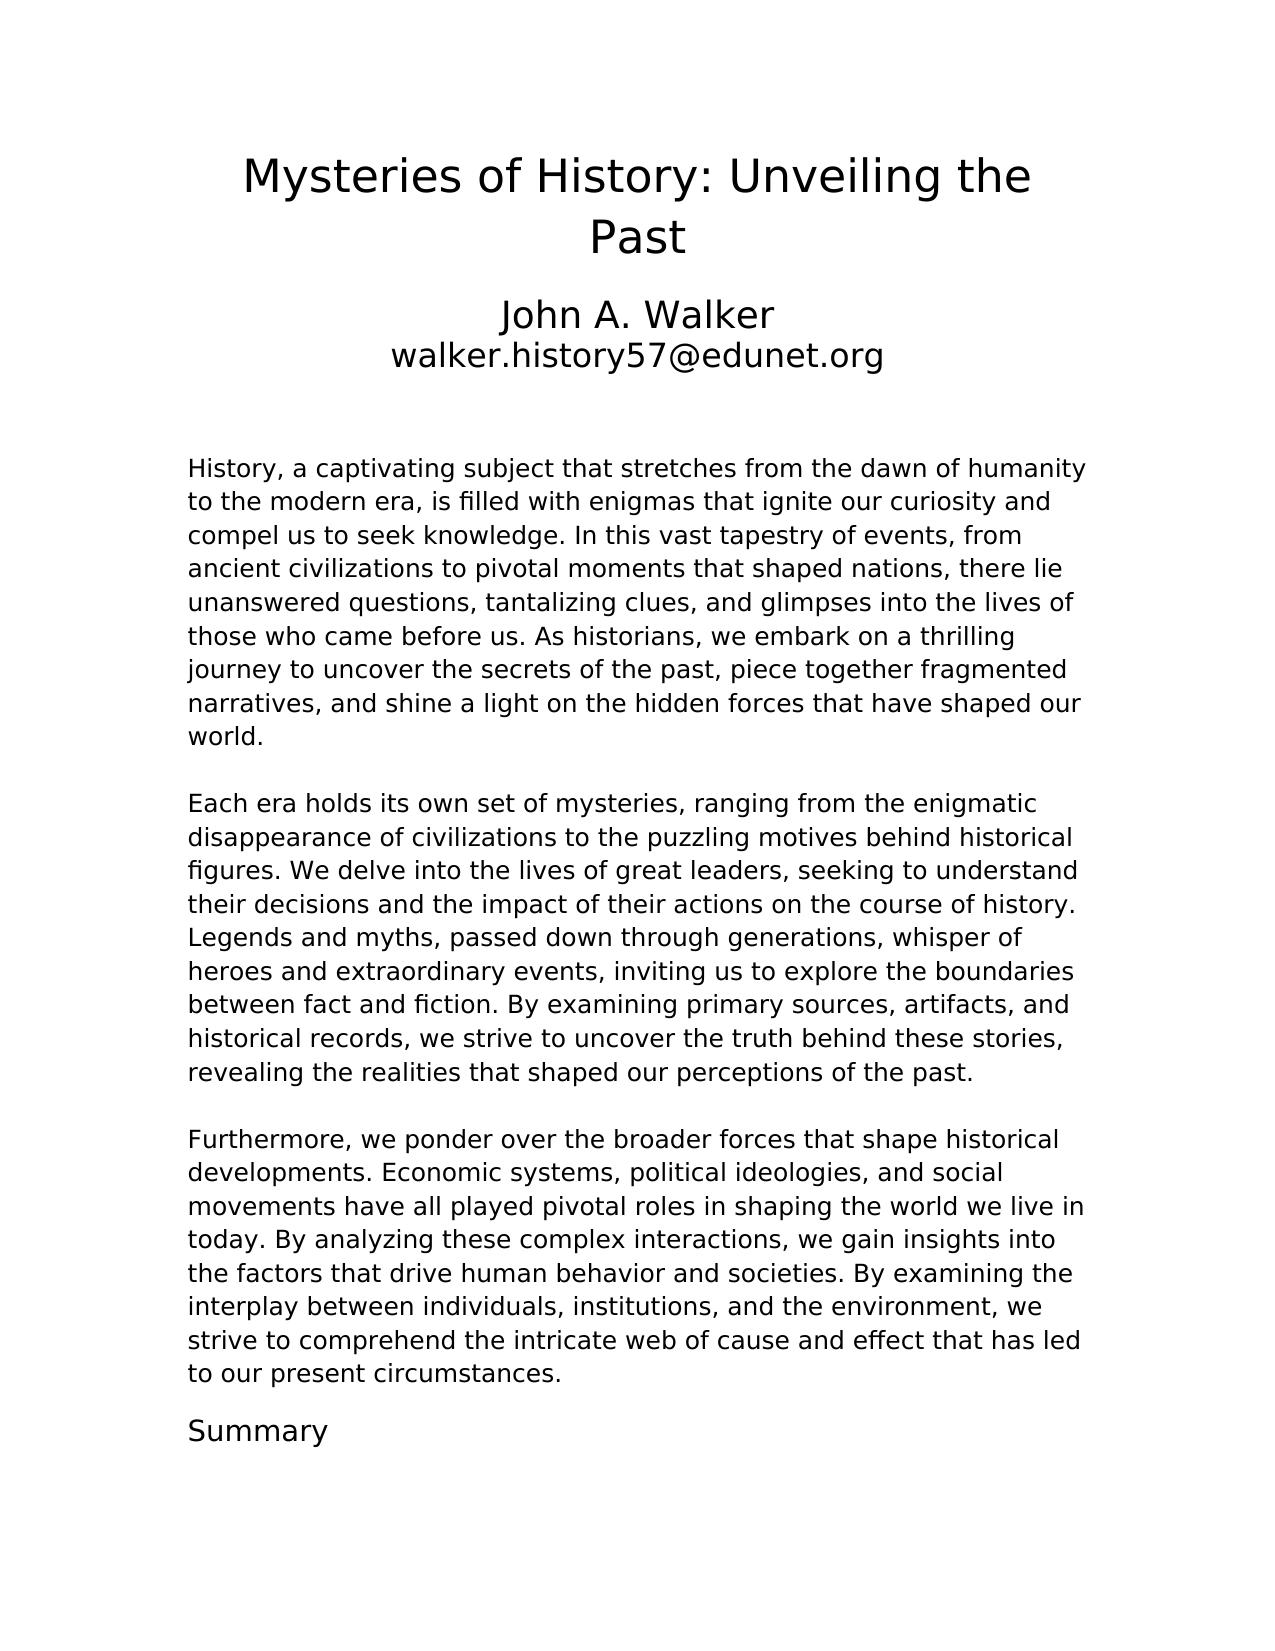 Mysteries of History: Unveiling the
Past
John A. Walker
walker.history57@edunet.org
History, a captivating subject that stretches from the dawn of humanity
to the modern era, is filled with enigmas that ignite our curiosity and
compel us to seek knowledge. In this vast tapestry of events, from
ancient civilizations to pivotal moments that shaped nations, there lie
unanswered questions, tantalizing clues, and glimpses into the lives of
those who came before us. As historians, we embark on a thrilling
journey to uncover the secrets of the past, piece together fragmented
narratives, and shine a light on the hidden forces that have shaped our
world.
Each era holds its own set of mysteries, ranging from the enigmatic
disappearance of civilizations to the puzzling motives behind historical
figures. We delve into the lives of great leaders, seeking to understand
their decisions and the impact of their actions on the course of history.
Legends and myths, passed down through generations, whisper of
heroes and extraordinary events, inviting us to explore the boundaries
between fact and fiction. By examining primary sources, artifacts, and
historical records, we strive to uncover the truth behind these stories,
revealing the realities that shaped our perceptions of the past.
Furthermore, we ponder over the broader forces that shape historical
developments. Economic systems, political ideologies, and social
movements have all played pivotal roles in shaping the world we live in
today. By analyzing these complex interactions, we gain insights into
the factors that drive human behavior and societies. By examining the
interplay between individuals, institutions, and the environment, we
strive to comprehend the intricate web of cause and effect that has led
to our present circumstances.
Summary